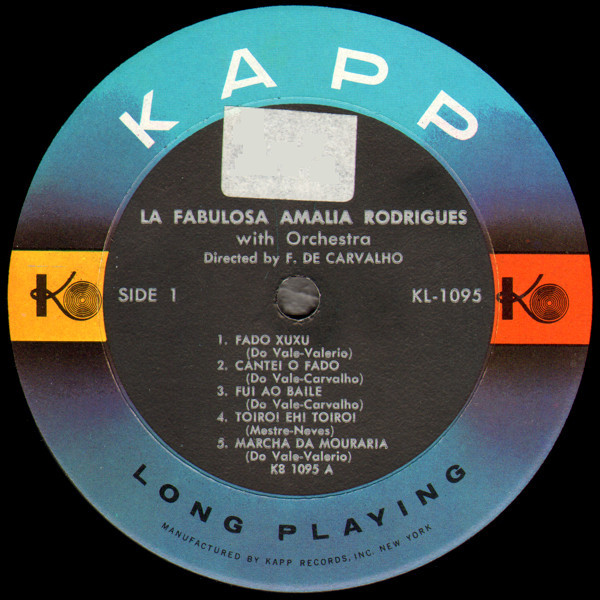 KAPP
LA FABULOSA AMALIA RODRIGUES
with Orchestra
Directed by F. DE CARVALHO
K
K
SIDE 1
KL-1095
1. FADO XUXU
(Do Vale-Valerio)
2. CANTEI O FADO
(Do Vale-Carvalho)
3. FUI AO BAILE
(Do Vale-Carvalho)
4. TOIRO! EH! TOIRO!
(Mestre-Neves)
5. MARCHA DA MOURARIA
(Do Vale-Valerio)
K8 1095 A
LONG PLAYING
MANUFACTURED BY KAPP RECORDS, INC. NEW YORK